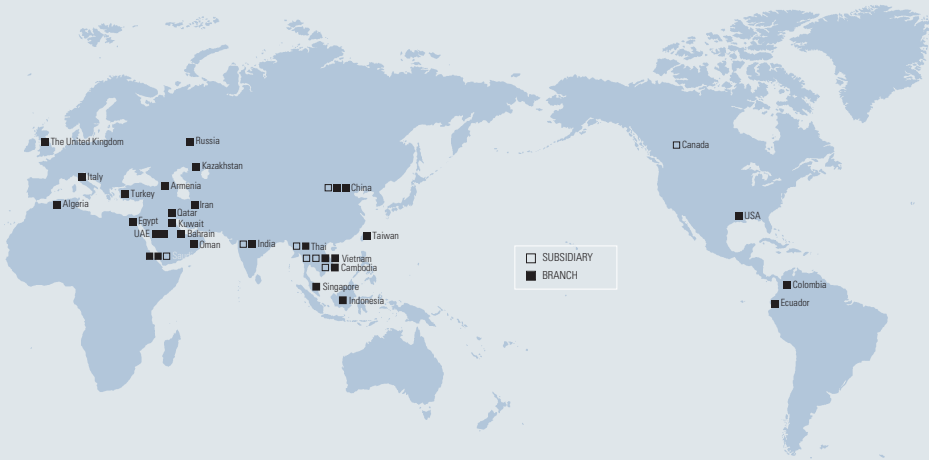 The United Kingdom
Russia
Canada
Kazakhstan
Italy
Armenia
China
Turkey
Algeria
Iran
Qatar
USA
Egypt
Kuwait
UAE
Bahrain
Taiwan
Oman
India
Thai
Vietnam
Cambodia
SUBSIDIARY
BRANCH
Singapore
Colombia
Indonesia
Ecuador